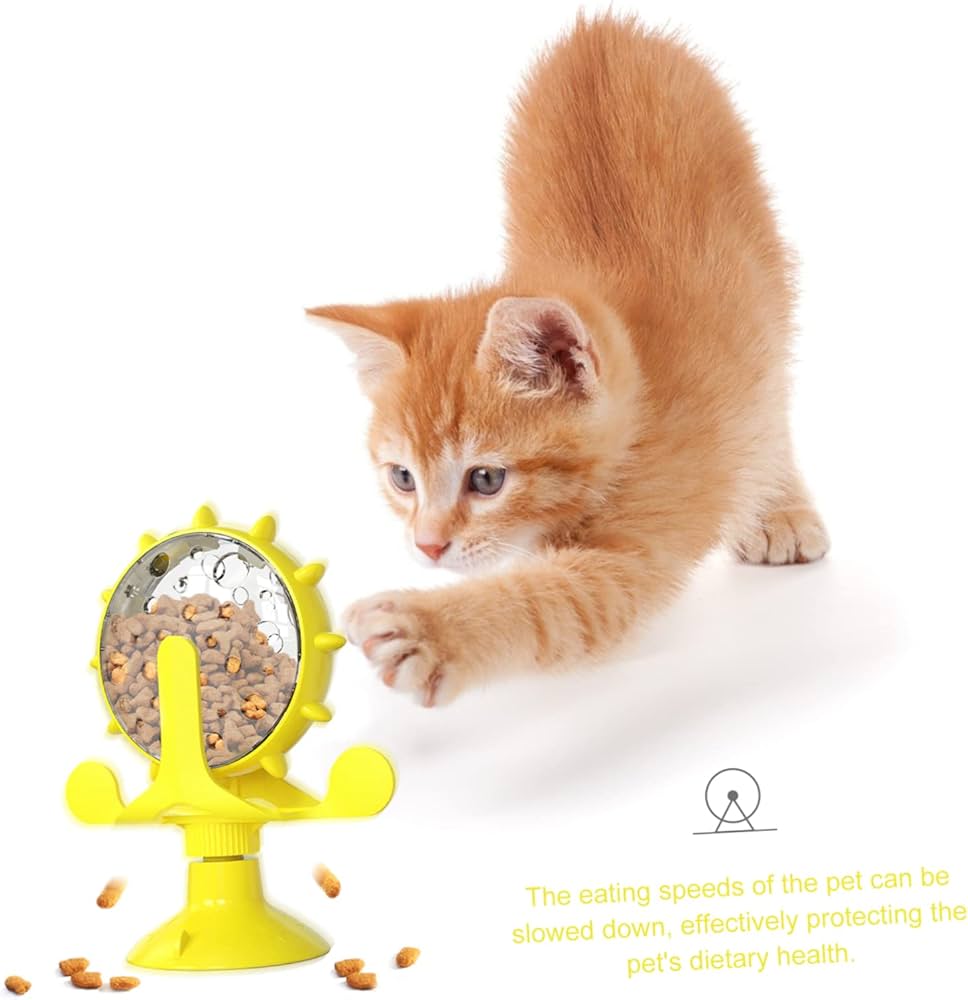 The eating speeds of the pet can be
slowed down, effectively protecting the
pet's dietary health.